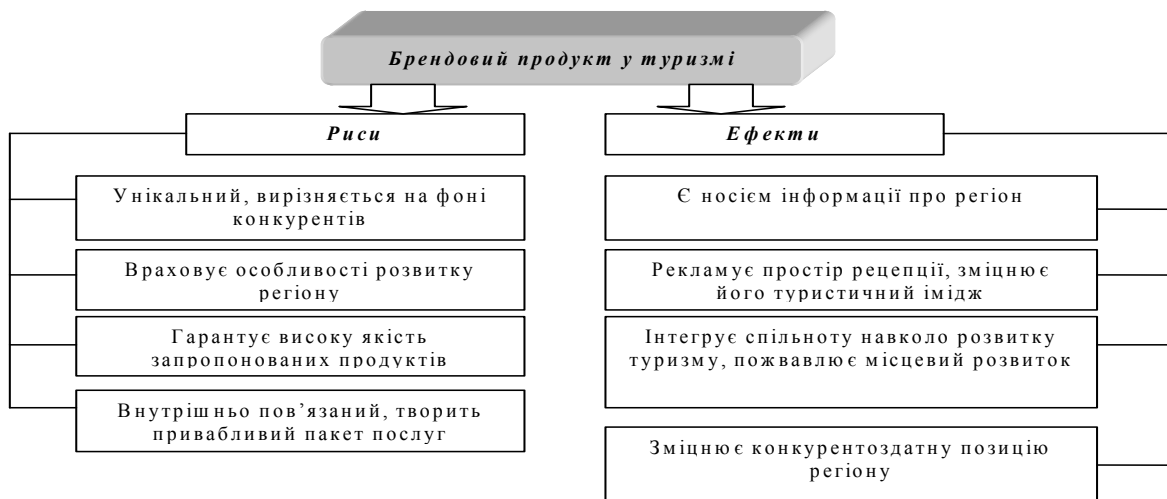 Брендовий продукт у туризмі
Риси
Унікальний, вирізняється на фоні
конкурентів
Враховує особливості розвитку
регіону
Гарантує високу якість
запропонованих продуктів
Внутрішньо пов’язаний, творить
привабливий пакет послуг
Ефекти
Є носієм інформації про регіон
Рекламує простір рецепції, зміцнює
його туристичний імідж
Інтегрує спільноту навколо розвитку
туризму, пожвавлює місцевий розвиток
Зміцнює конкурентоздатну позицію
регіону